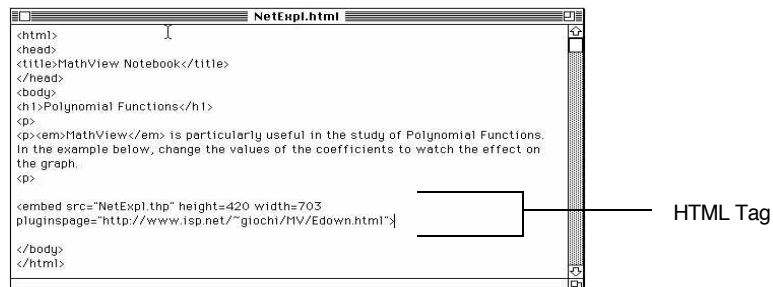 NetExpl.html
<html>
<head>
<title>MathView Notebook</title>
</head>
<body>
<h1>Polynomial Functions</h1>
<p>
<p><em>MathView</em> is particularly useful in the study of Polynomial Functions.
In the example below, change the values of the coefficients to watch the effect on
the graph.
<p>
<embed src="NetExpl.thp" height=420 width=703
pluginspage="http://www.isp.net/~giochi/MV/Edown.html">
HTML Tag
</body>
</html>